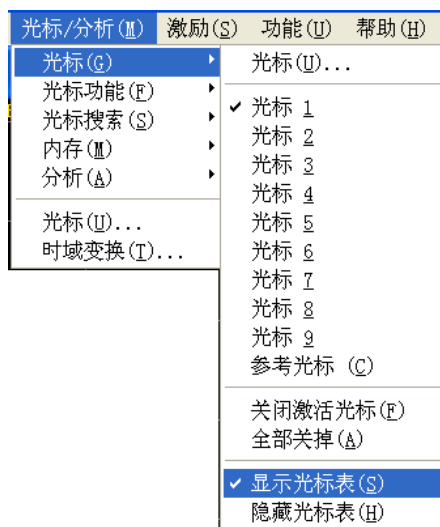 光标/分析(M) 激励(S) 功能(U) 帮助(H)
光标(G)
光标功能(F)
光标搜索(S)
内存(M)
分析(A)
光标(U)...
时域变换(T)...
光标(U)...
光标 1
光标 2
光标 3
光标 4
光标 5
光标 6
光标 7
光标 8
光标 9
参考光标 (C)
关闭激活光标(F)
全部关掉(A)
显示光标表(S)
隐藏光标表(H)